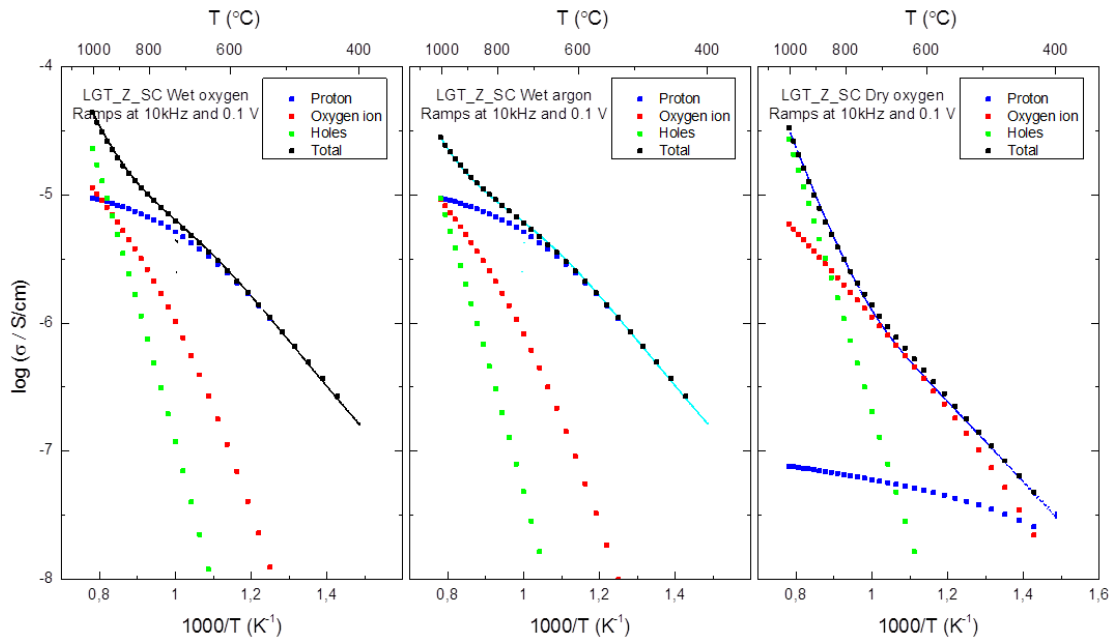 T (°C)
1000 800 600 400
T (°C)
1000 800 600 400
T (°C)
1000 800 600 400
-4
-5
-6
-7
-8
log (σ / S/cm)
LGT_Z_SC Wet oxygen
Ramps at 10kHz and 0.1 V
Proton
Oxygen ion
Holes
Total
LGT_Z_SC Wet argon
Ramps at 10kHz and 0.1 V
Proton
Oxygen ion
Holes
Total
LGT_Z_SC Dry oxygen
Ramps at 10kHz and 0.1 V
Proton
Oxygen ion
Holes
Total
0,8 1 1,2 1,4
1000/T (K⁻¹)
0,8 1 1,2 1,4
1000/T (K⁻¹)
0,8 1 1,2 1,4 1,6
1000/T (K⁻¹)